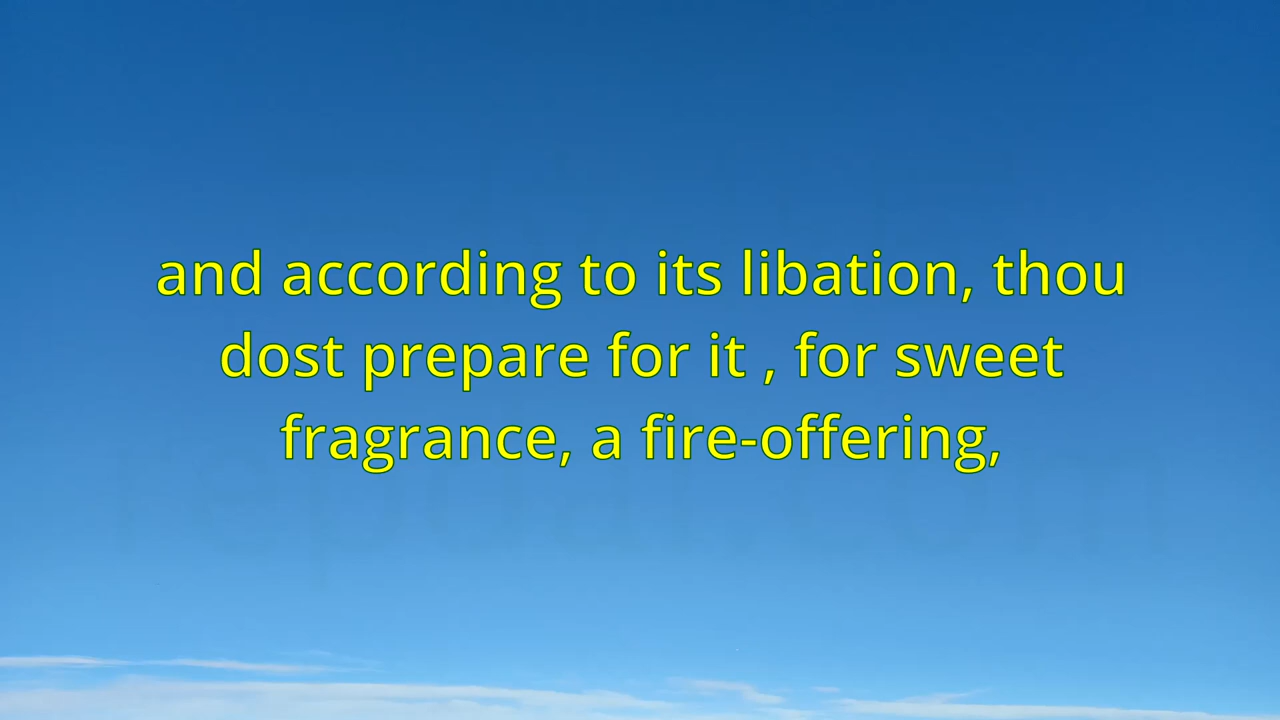 and according to its libation, thou
dost prepare for it , for sweet
fragrance, a fire-offering,